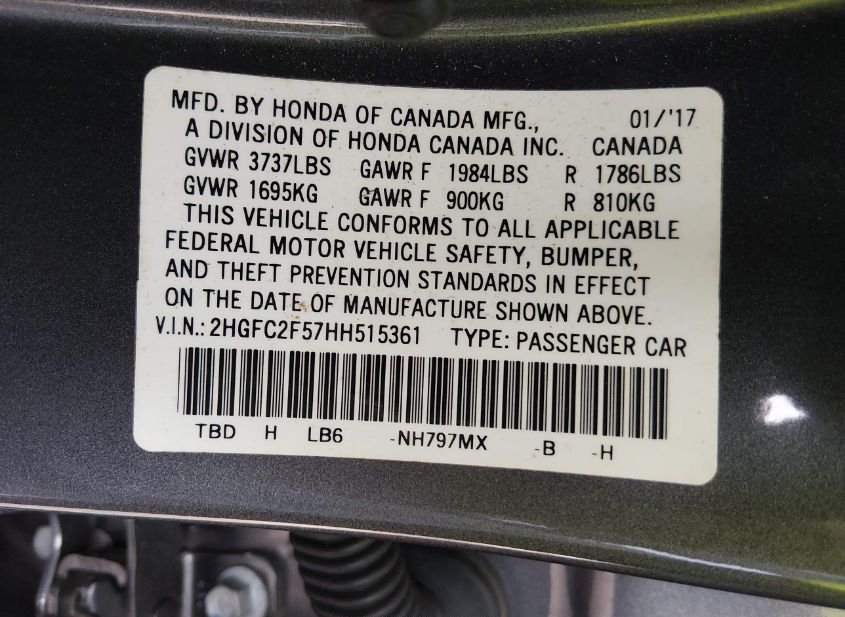 MFD. BY HONDA OF CANADA MFG., 01/'17
A DIVISION OF HONDA CANADA INC. CANADA
GVWR 3737LBS GAWR F 1984LBS R 1786LBS
GVWR 1695KG GAWR F 900KG R 810KG
THIS VEHICLE CONFORMS TO ALL APPLICABLE
FEDERAL MOTOR VEHICLE SAFETY, BUMPER,
AND THEFT PREVENTION STANDARDS IN EFFECT
ON THE DATE OF MANUFACTURE SHOWN ABOVE.
V.I.N.: 2HGFC2F57HH515361 TYPE: PASSENGER CAR
TBD H LB6 -NH797MX -B -H